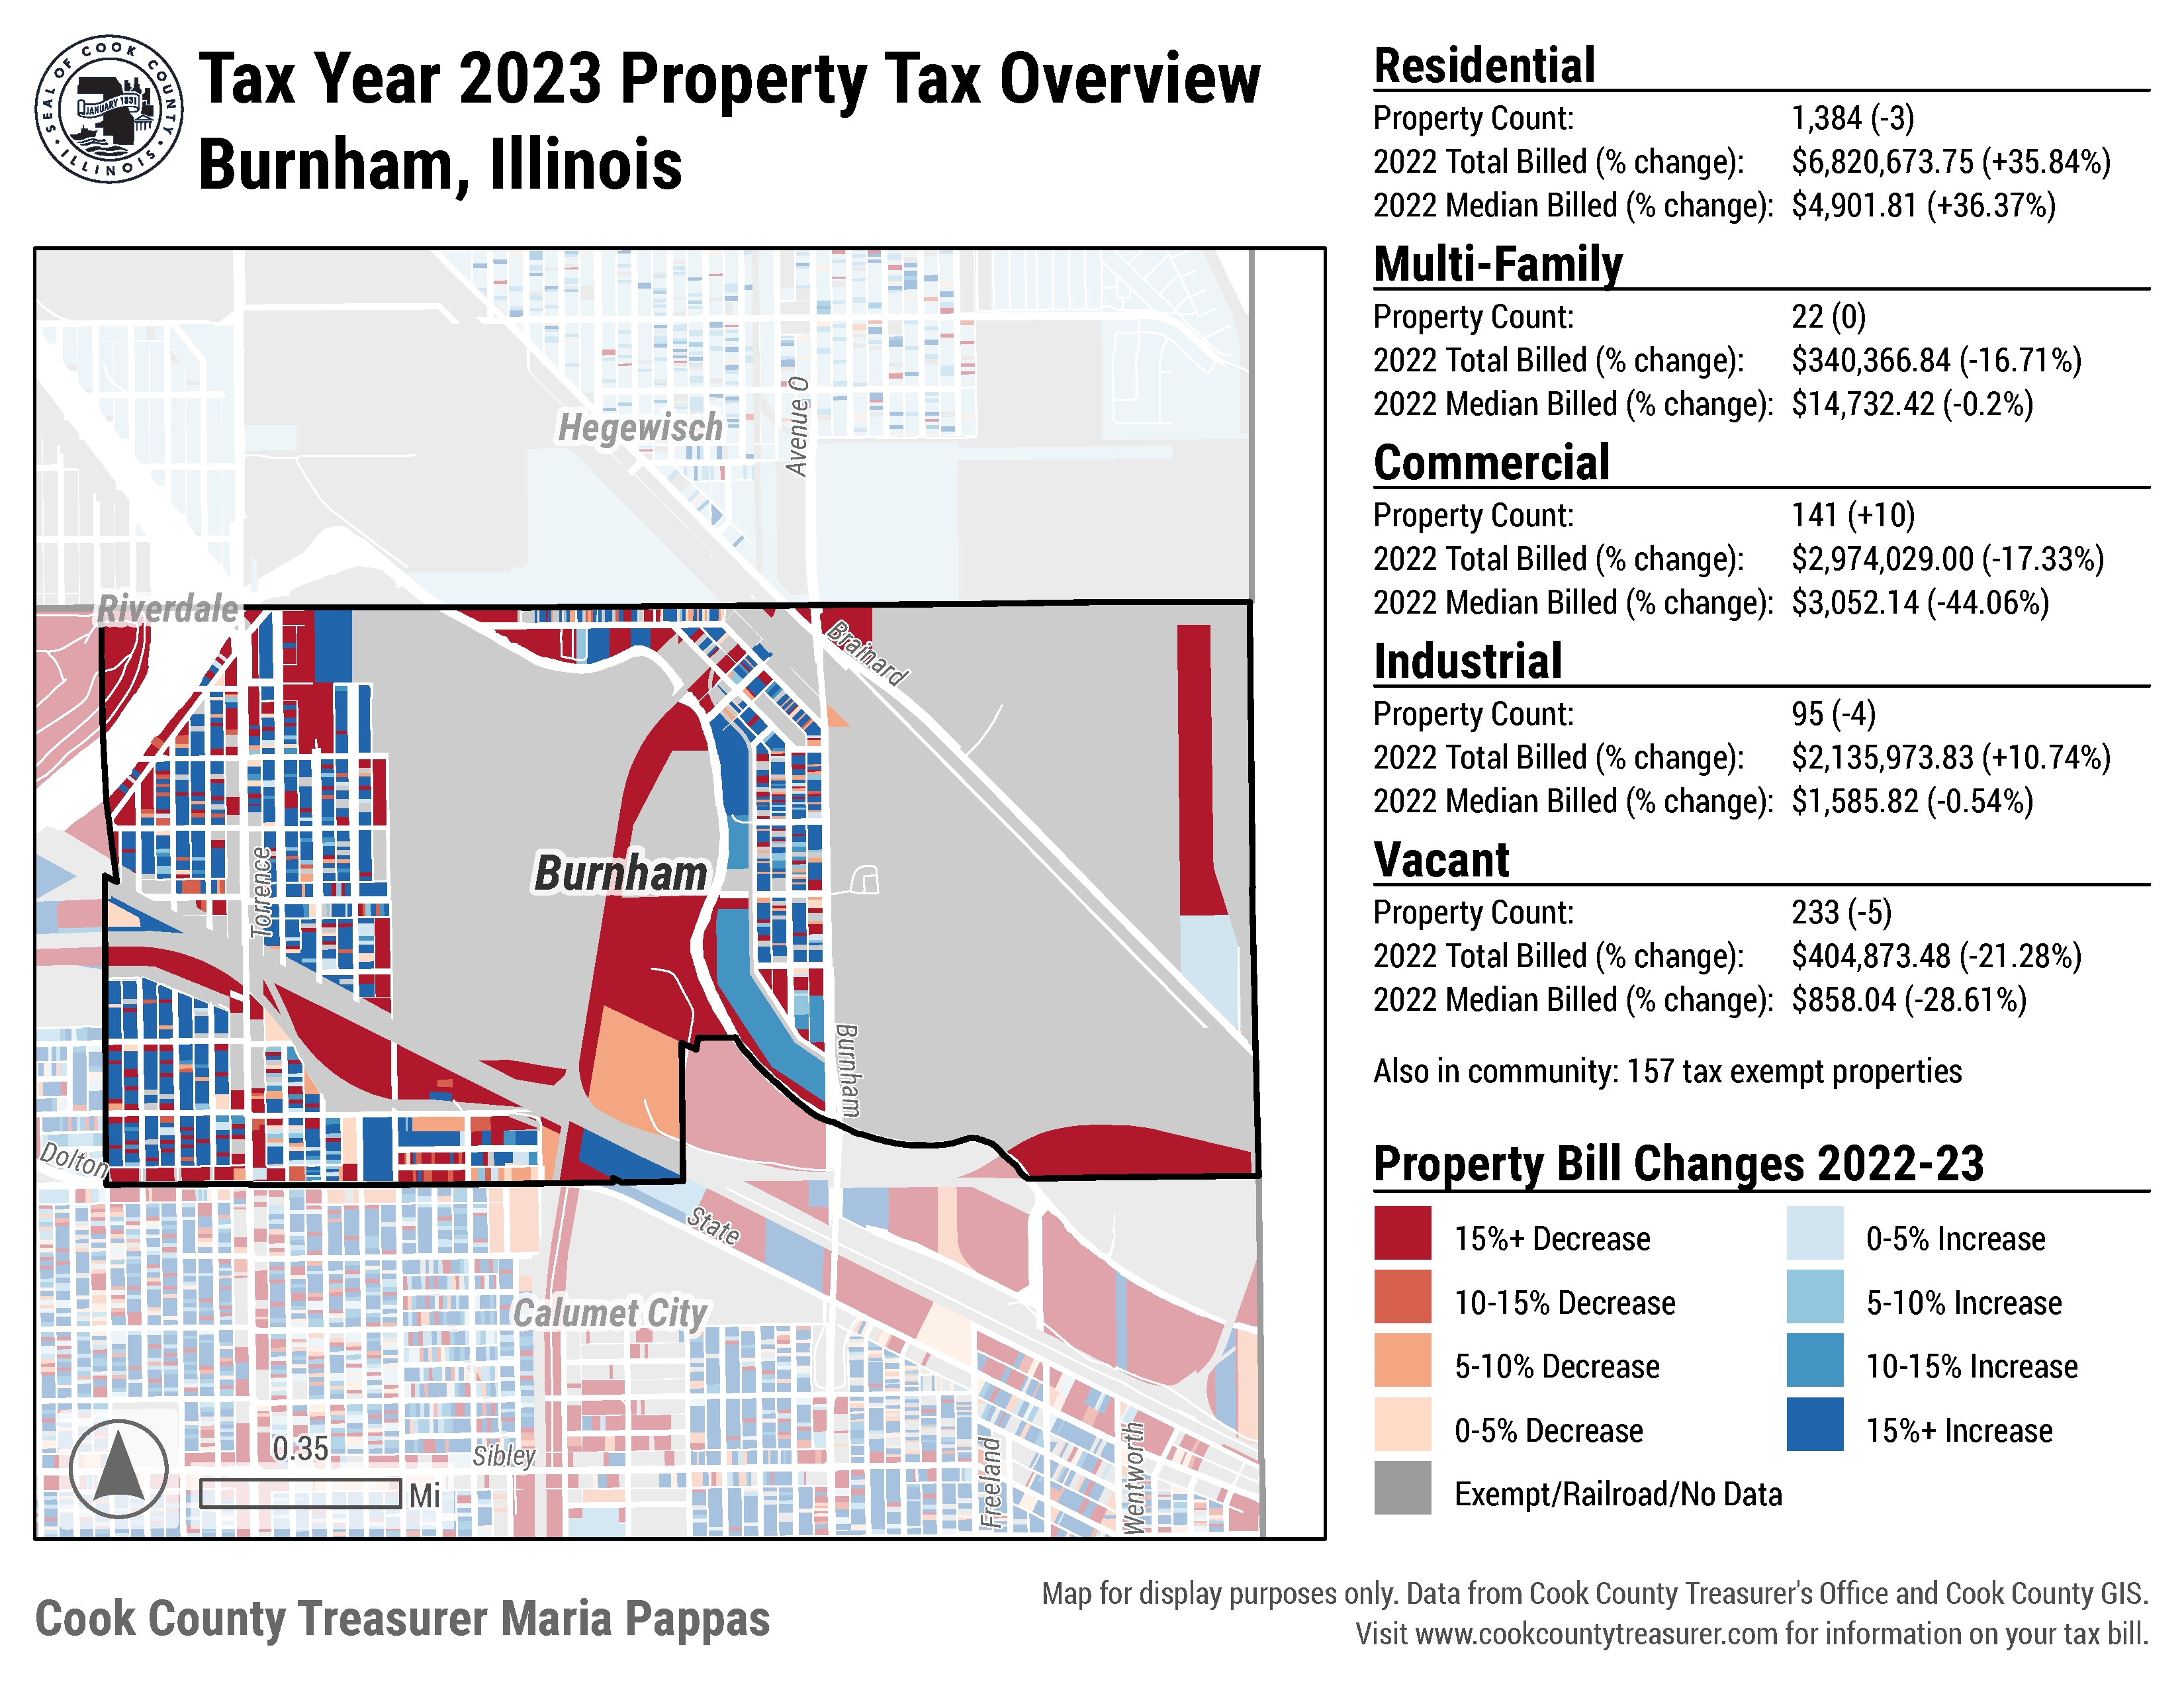 SEAL OF COOK COUNTY
• ILLINOIS •
JANUARY 1831
Tax Year 2023 Property Tax Overview
Burnham, Illinois
Hegewisch
Avenue O
Riverdale
Brainard
Burnham
Torrence
Burnham
Dolton
State
Calumet City
0.35
Mi
Sibley
Freeland
Wentworth
Residential
Property Count: 1,384 (-3)
2022 Total Billed (% change): $6,820,673.75 (+35.84%)
2022 Median Billed (% change): $4,901.81 (+36.37%)
Multi-Family
Property Count: 22 (0)
2022 Total Billed (% change): $340,366.84 (-16.71%)
2022 Median Billed (% change): $14,732.42 (-0.2%)
Commercial
Property Count: 141 (+10)
2022 Total Billed (% change): $2,974,029.00 (-17.33%)
2022 Median Billed (% change): $3,052.14 (-44.06%)
Industrial
Property Count: 95 (-4)
2022 Total Billed (% change): $2,135,973.83 (+10.74%)
2022 Median Billed (% change): $1,585.82 (-0.54%)
Vacant
Property Count: 233 (-5)
2022 Total Billed (% change): $404,873.48 (-21.28%)
2022 Median Billed (% change): $858.04 (-28.61%)
Also in community: 157 tax exempt properties
Property Bill Changes 2022-23
15%+ Decrease
10-15% Decrease
5-10% Decrease
0-5% Decrease
Exempt/Railroad/No Data
0-5% Increase
5-10% Increase
10-15% Increase
15%+ Increase
Cook County Treasurer Maria Pappas
Map for display purposes only. Data from Cook County Treasurer's Office and Cook County GIS.
Visit www.cookcountytreasurer.com for information on your tax bill.